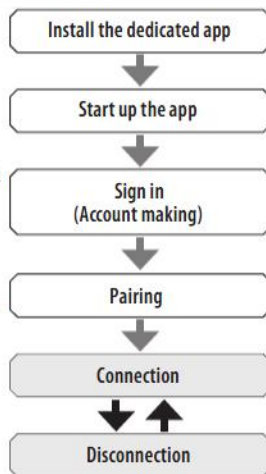 Install the dedicated app
Start up the app
Sign in
(Account making)
Pairing
Connection
Disconnection